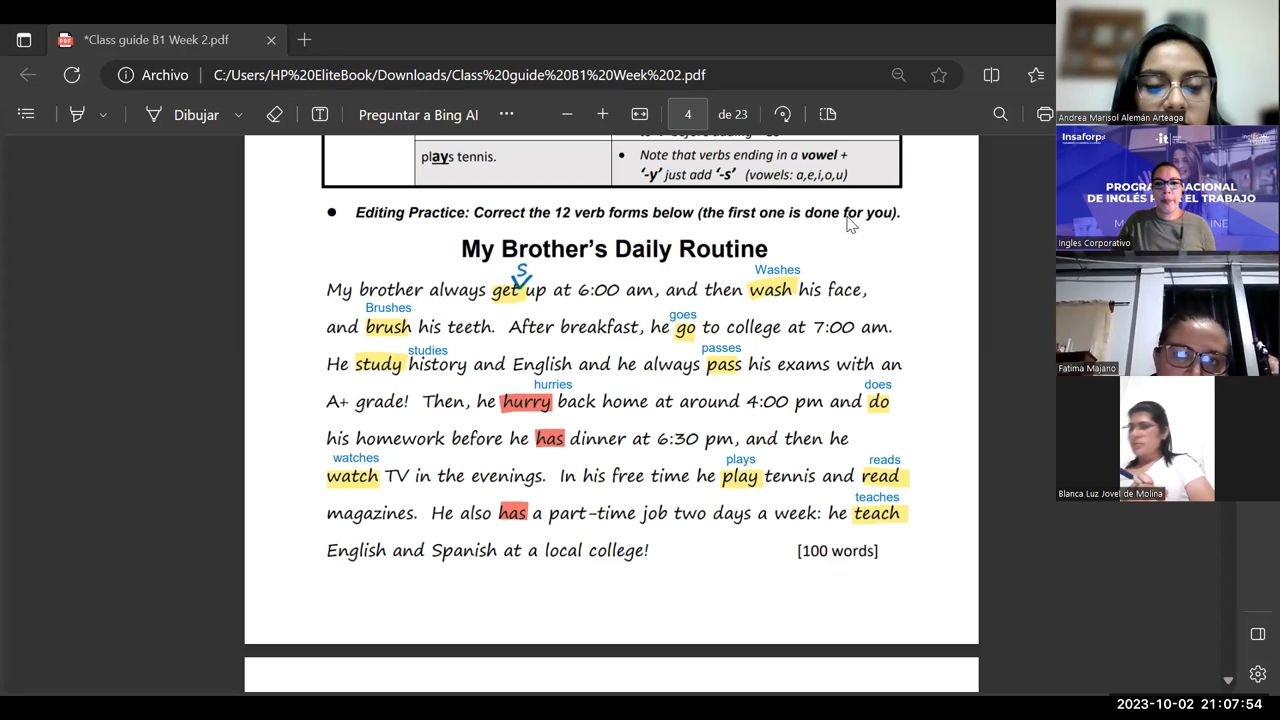 *Class guide B1 Week 2.pdf
Archivo C:/Users/HP%20EliteBook/Downloads/Class%20guide%20B1%20Week%202.pdf
Dibujar Preguntar a Bing AI 4 de 23
plays tennis.
Note that verbs ending in a vowel +
'-y' just add '-s' (vowels: a,e,i,o,u)
Editing Practice: Correct the 12 verb forms below (the first one is done for you).
My Brother's Daily Routine
S Washes
My brother always get up at 6:00 am, and then wash his face,
Brushes goes
and brush his teeth. After breakfast, he go to college at 7:00 am.
studies passes
He study history and English and he always pass his exams with an
hurries does
A+ grade! Then, he hurry back home at around 4:00 pm and do
his homework before he has dinner at 6:30 pm, and then he
watches plays reads
watch TV in the evenings. In his free time he play tennis and read
teaches
magazines. He also has a part-time job two days a week: he teach
English and Spanish at a local college! [100 words]
Andrea Marisol Alemán Arteaga
Insaforp
Ingles Corporativo
Fatima Majano
Blanca Luz Jovel de Molina
2023-10-02 21:07:54